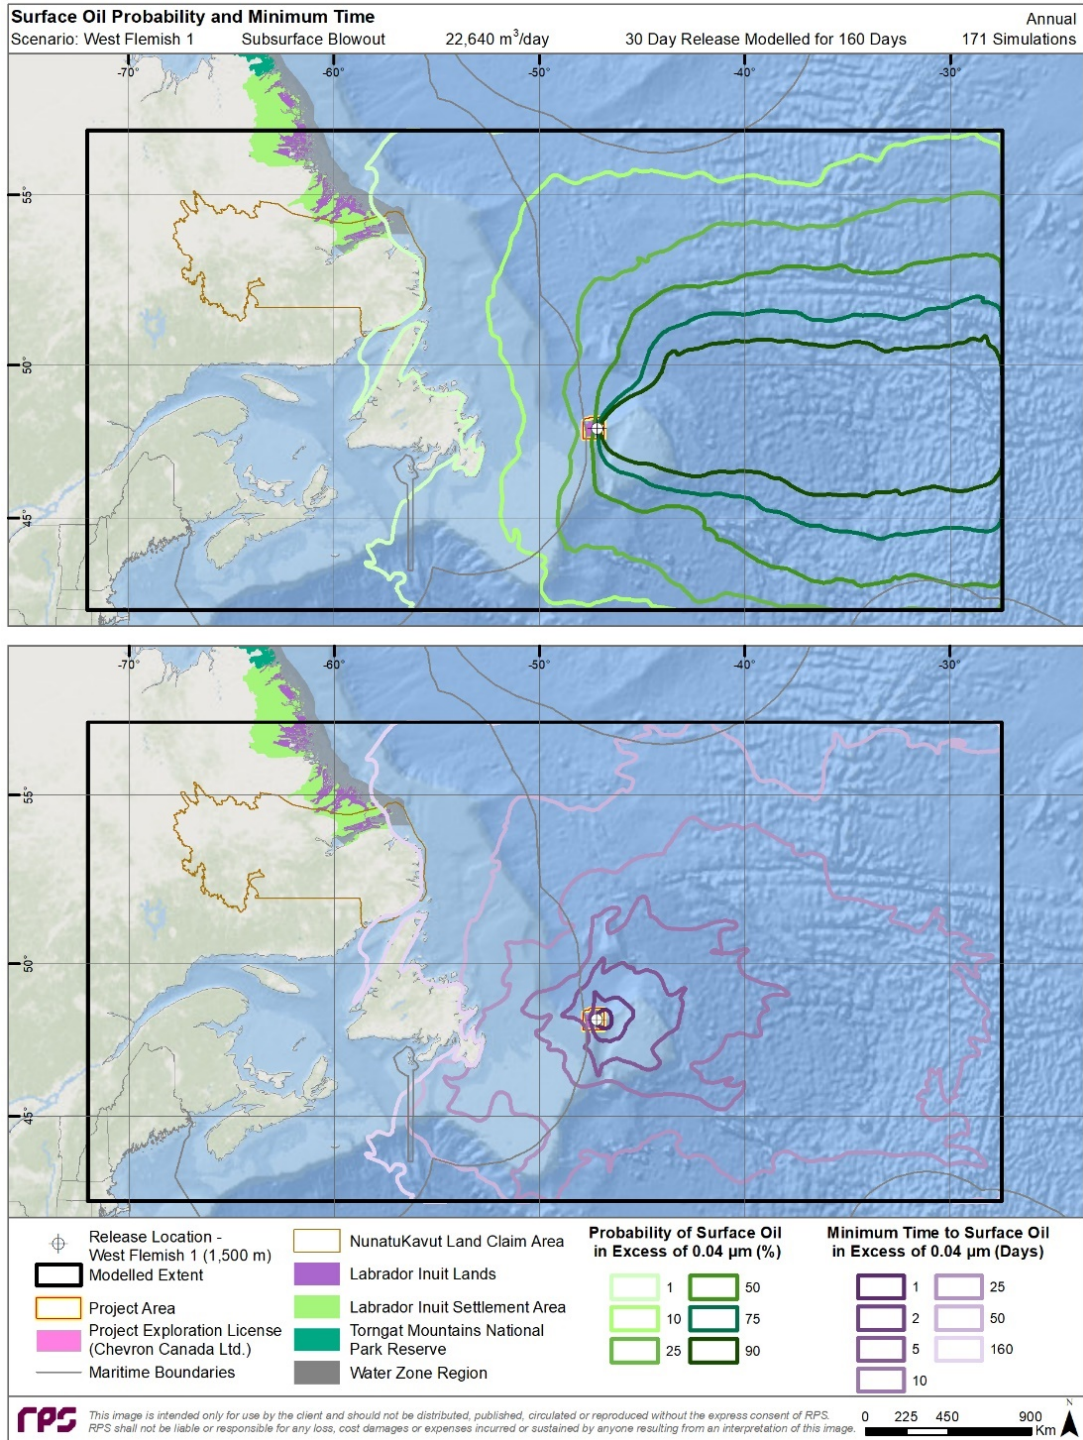 Surface Oil Probability and Minimum Time
Annual
Scenario: West Flemish 1 Subsurface Blowout 22,640 m³/day 30 Day Release Modelled for 160 Days 171 Simulations
-70° -60° -50° -40° -30°
55°
50°
45°
-70° -60° -50° -40° -30°
55°
50°
45°
Release Location -
West Flemish 1 (1,500 m)
Modelled Extent
Project Area
Project Exploration License
(Chevron Canada Ltd.)
Maritime Boundaries
NunatuKavut Land Claim Area
Labrador Inuit Lands
Labrador Inuit Settlement Area
Torngat Mountains National
Park Reserve
Water Zone Region
Probability of Surface Oil
in Excess of 0.04 µm (%)
1 50
10 75
25 90
Minimum Time to Surface Oil
in Excess of 0.04 µm (Days)
1 25
2 50
5 160
10
rps
This image is intended only for use by the client and should not be distributed, published, circulated or reproduced without the express consent of RPS.
RPS shall not be liable or responsible for any loss, cost damages or expenses incurred or sustained by anyone resulting from an interpretation of this image.
0 225 450 900
Km
N